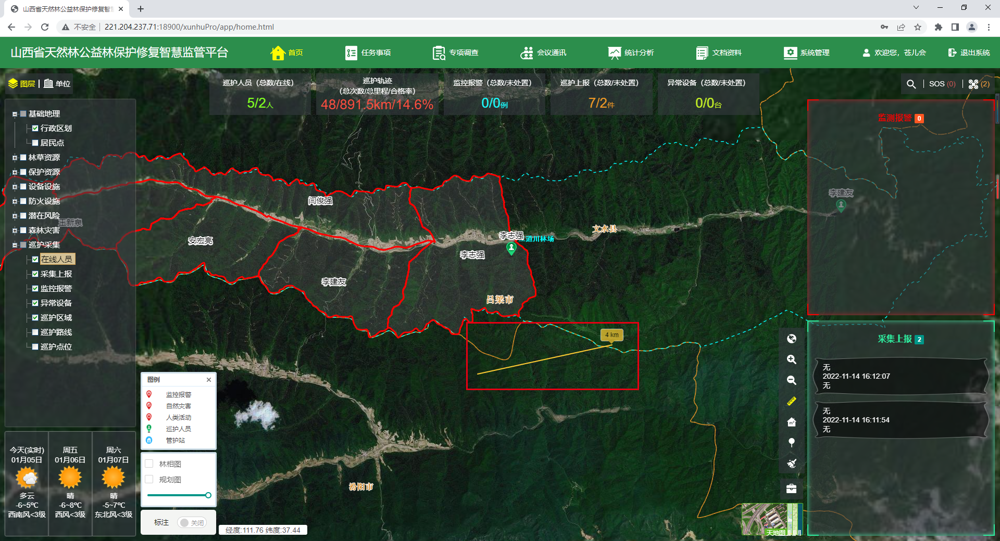 山西省天然林公益林保护修复智慧
不安全
221.204.237.71:18900/xunhuPro/app/home.html
山西省天然林公益林保护修复智慧监管平台
首页
任务事项
专项调查
会议通讯
统计分析
文档资料
系统管理
欢迎您，苍儿会
退出系统
图层
单位
巡护人员（总数/在线）
5/2人
巡护轨迹
（总次数/总里程/合格率）
48/891.5km/14.6%
监控报警（总数/未处置）
0/0例
巡护上报（总数/未处置）
7/2件
异常设备（总数/未处置）
0/0台
SOS (0)
(2)
基础地理
行政区划
居民点
林草资源
保护资源
设备设施
防火设施
潜在风险
森林灾害
巡护采集
在线人员
采集上报
监控报警
异常设备
巡护区域
巡护路线
巡护点位
王新泉
闫俊强
安宏亮
李建友
李志强
李志强
道川林场
文水县
吕梁市
汾阳市
李建友
4 km
监测报警 0
采集上报 2
无
2022-11-14 16:12:07
无
无
2022-11-14 16:11:54
无
图例
监控报警
自然灾害
人类活动
巡护人员
管护站
林相图
规划图
标注
关闭
经度:111.76 纬度:37.44
今天(实时)
01月05日
多云
-6~5℃
西南风<3级
周五
01月06日
晴
-6~8℃
西风<3级
周六
01月07日
晴
-5~7℃
东北风<3级
天地图